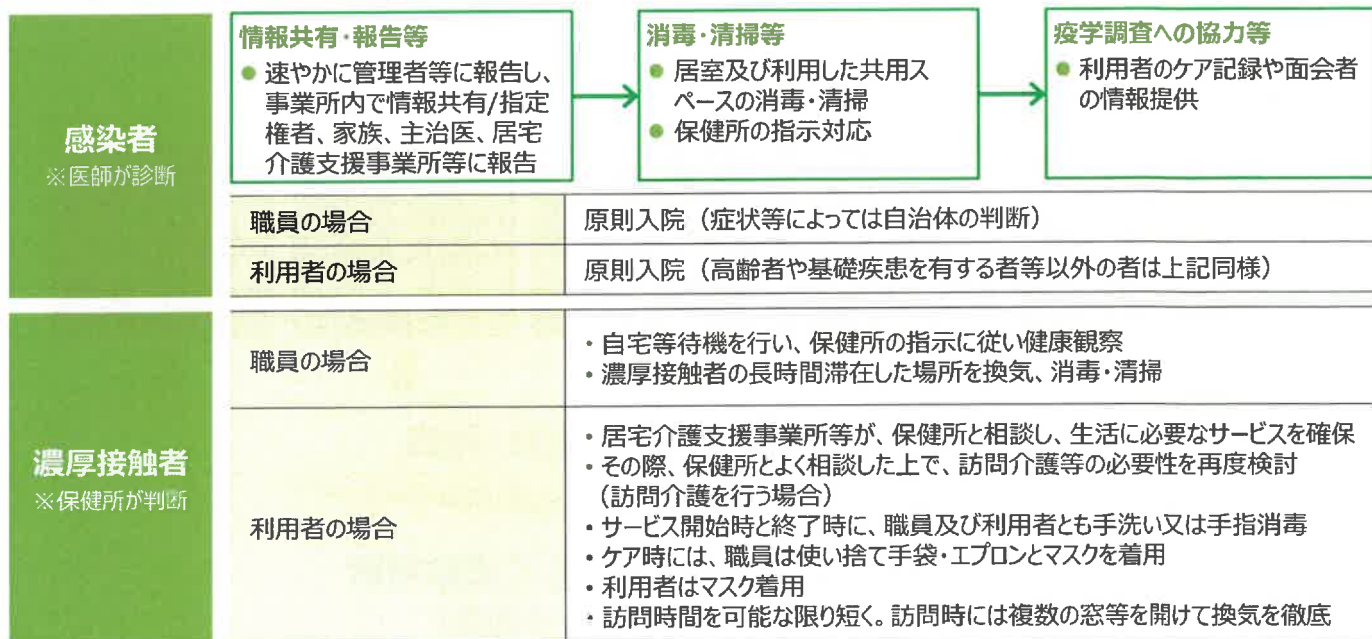 感染者
※医師が診断
情報共有・報告等
● 速やかに管理者等に報告し、
事業所内で情報共有/指定
権者、家族、主治医、居宅
介護支援事業所等に報告
消毒・清掃等
● 居室及び利用した共用ス
ペースの消毒・清掃
● 保健所の指示対応
疫学調査への協力等
● 利用者のケア記録や面会者
の情報提供
職員の場合
原則入院（症状等によっては自治体の判断）
利用者の場合
原則入院（高齢者や基礎疾患を有する者等以外の者は上記同様）
濃厚接触者
※保健所が判断
職員の場合
・自宅等待機を行い、保健所の指示に従い健康観察
・濃厚接触者の長時間滞在した場所を換気、消毒・清掃
利用者の場合
・居宅介護支援事業所等が、保健所と相談し、生活に必要なサービスを確保
・その際、保健所とよく相談した上で、訪問介護等の必要性を再度検討
（訪問介護を行う場合）
・サービス開始時と終了時に、職員及び利用者とも手洗い又は手指消毒
・ケア時には、職員は使い捨て手袋・エプロンとマスクを着用
・利用者はマスク着用
・訪問時間を可能な限り短く。訪問時には複数の窓等を開けて換気を徹底